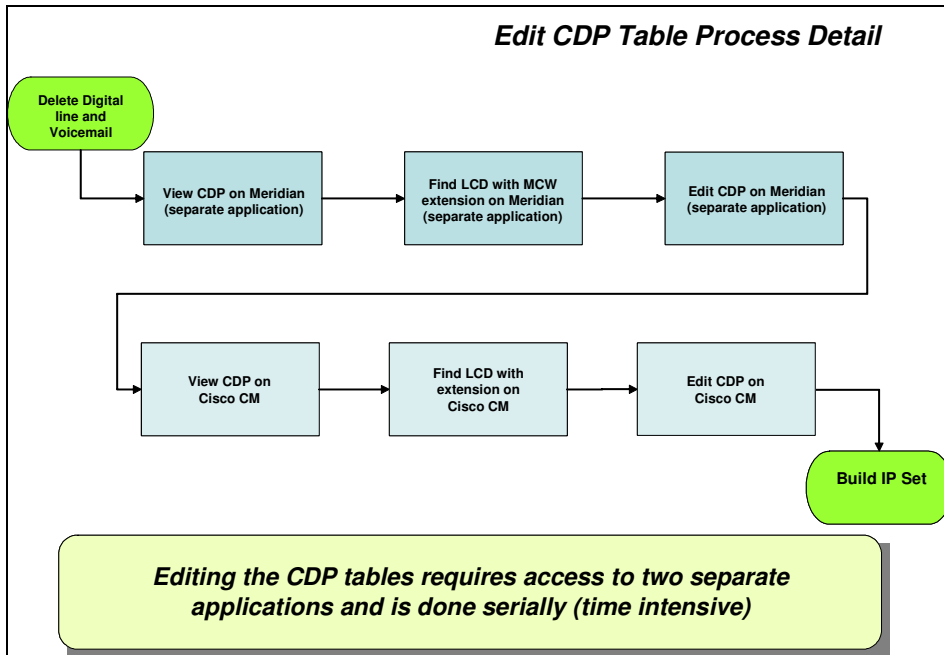 Edit CDP Table Process Detail
Delete Digital
line and
Voicemail
View CDP on Meridian
(separate application)
Find LCD with MCW
extension on Meridian
(separate application)
Edit CDP on Meridian
(separate application)
View CDP on
Cisco CM
Find LCD with
extension on
Cisco CM
Edit CDP on
Cisco CM
Build IP Set
Editing the CDP tables requires access to two separate
applications and is done serially (time intensive)